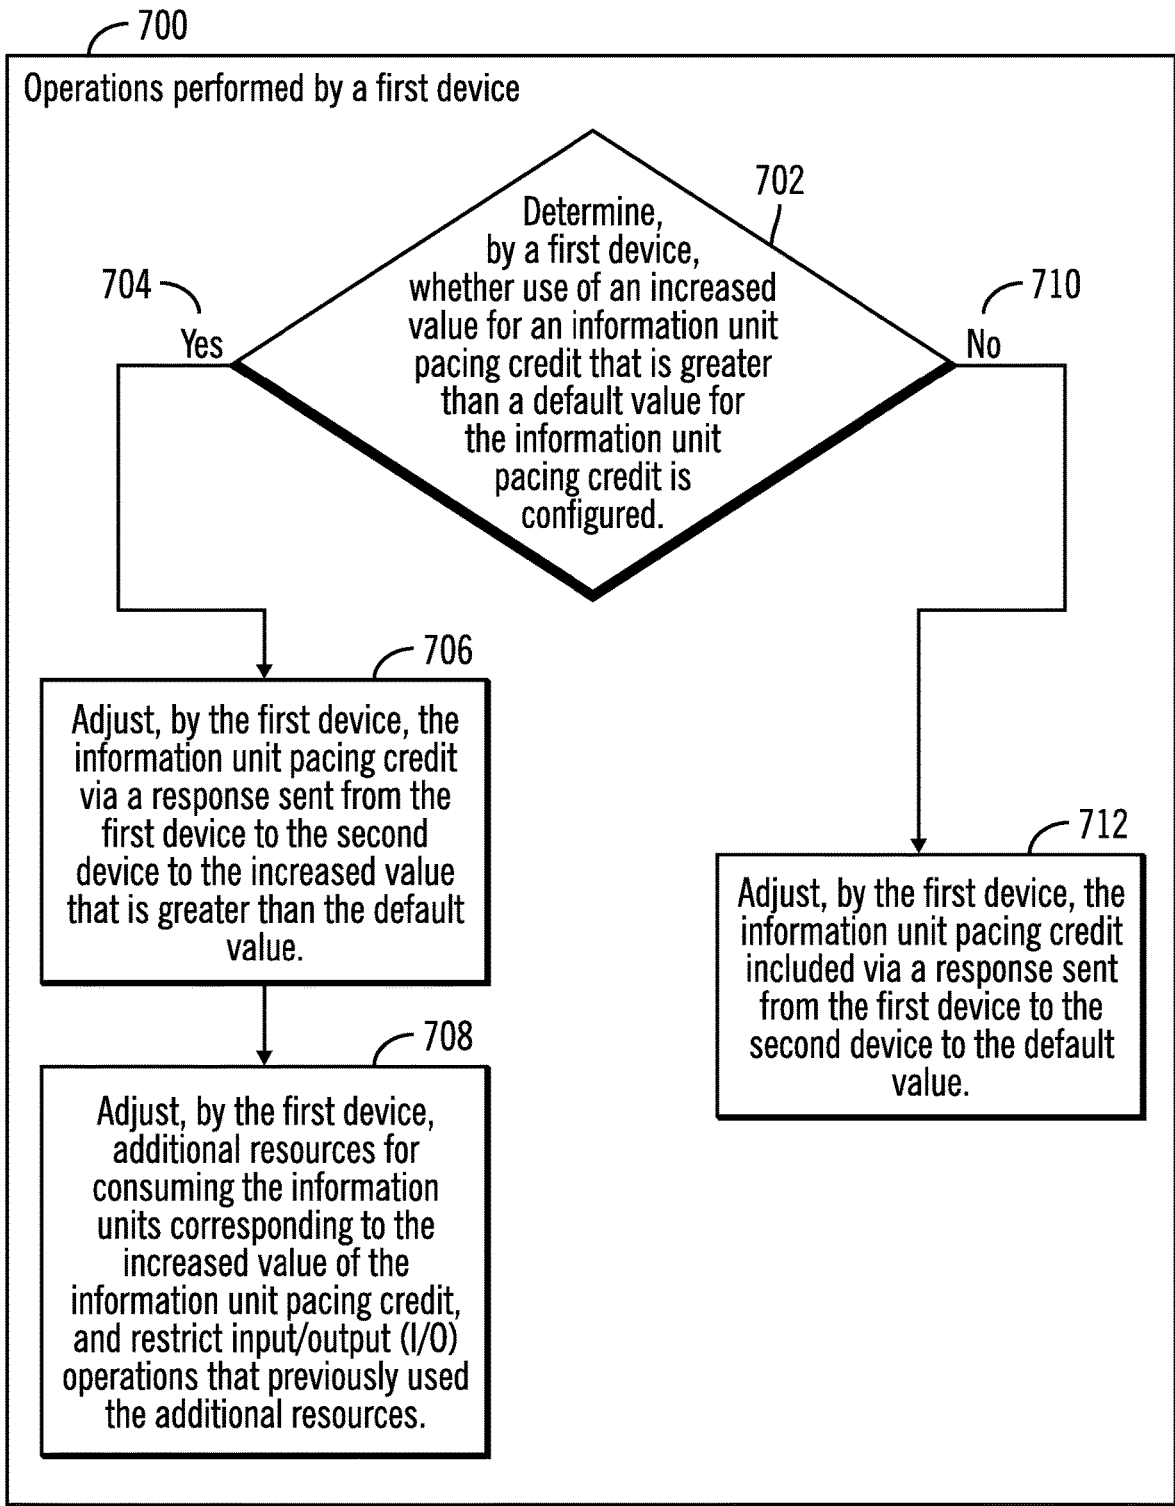 700
Operations performed by a first device
702
Determine,
by a first device,
whether use of an increased
value for an information unit
pacing credit that is greater
than a default value for
the information unit
pacing credit is
configured.
704
Yes
710
No
706
Adjust, by the first device, the
information unit pacing credit
via a response sent from the
first device to the second
device to the increased value
that is greater than the default
value.
708
Adjust, by the first device,
additional resources for
consuming the information
units corresponding to the
increased value of the
information unit pacing credit,
and restrict input/output (I/O)
operations that previously used
the additional resources.
712
Adjust, by the first device, the
information unit pacing credit
included via a response sent
from the first device to the
second device to the default
value.